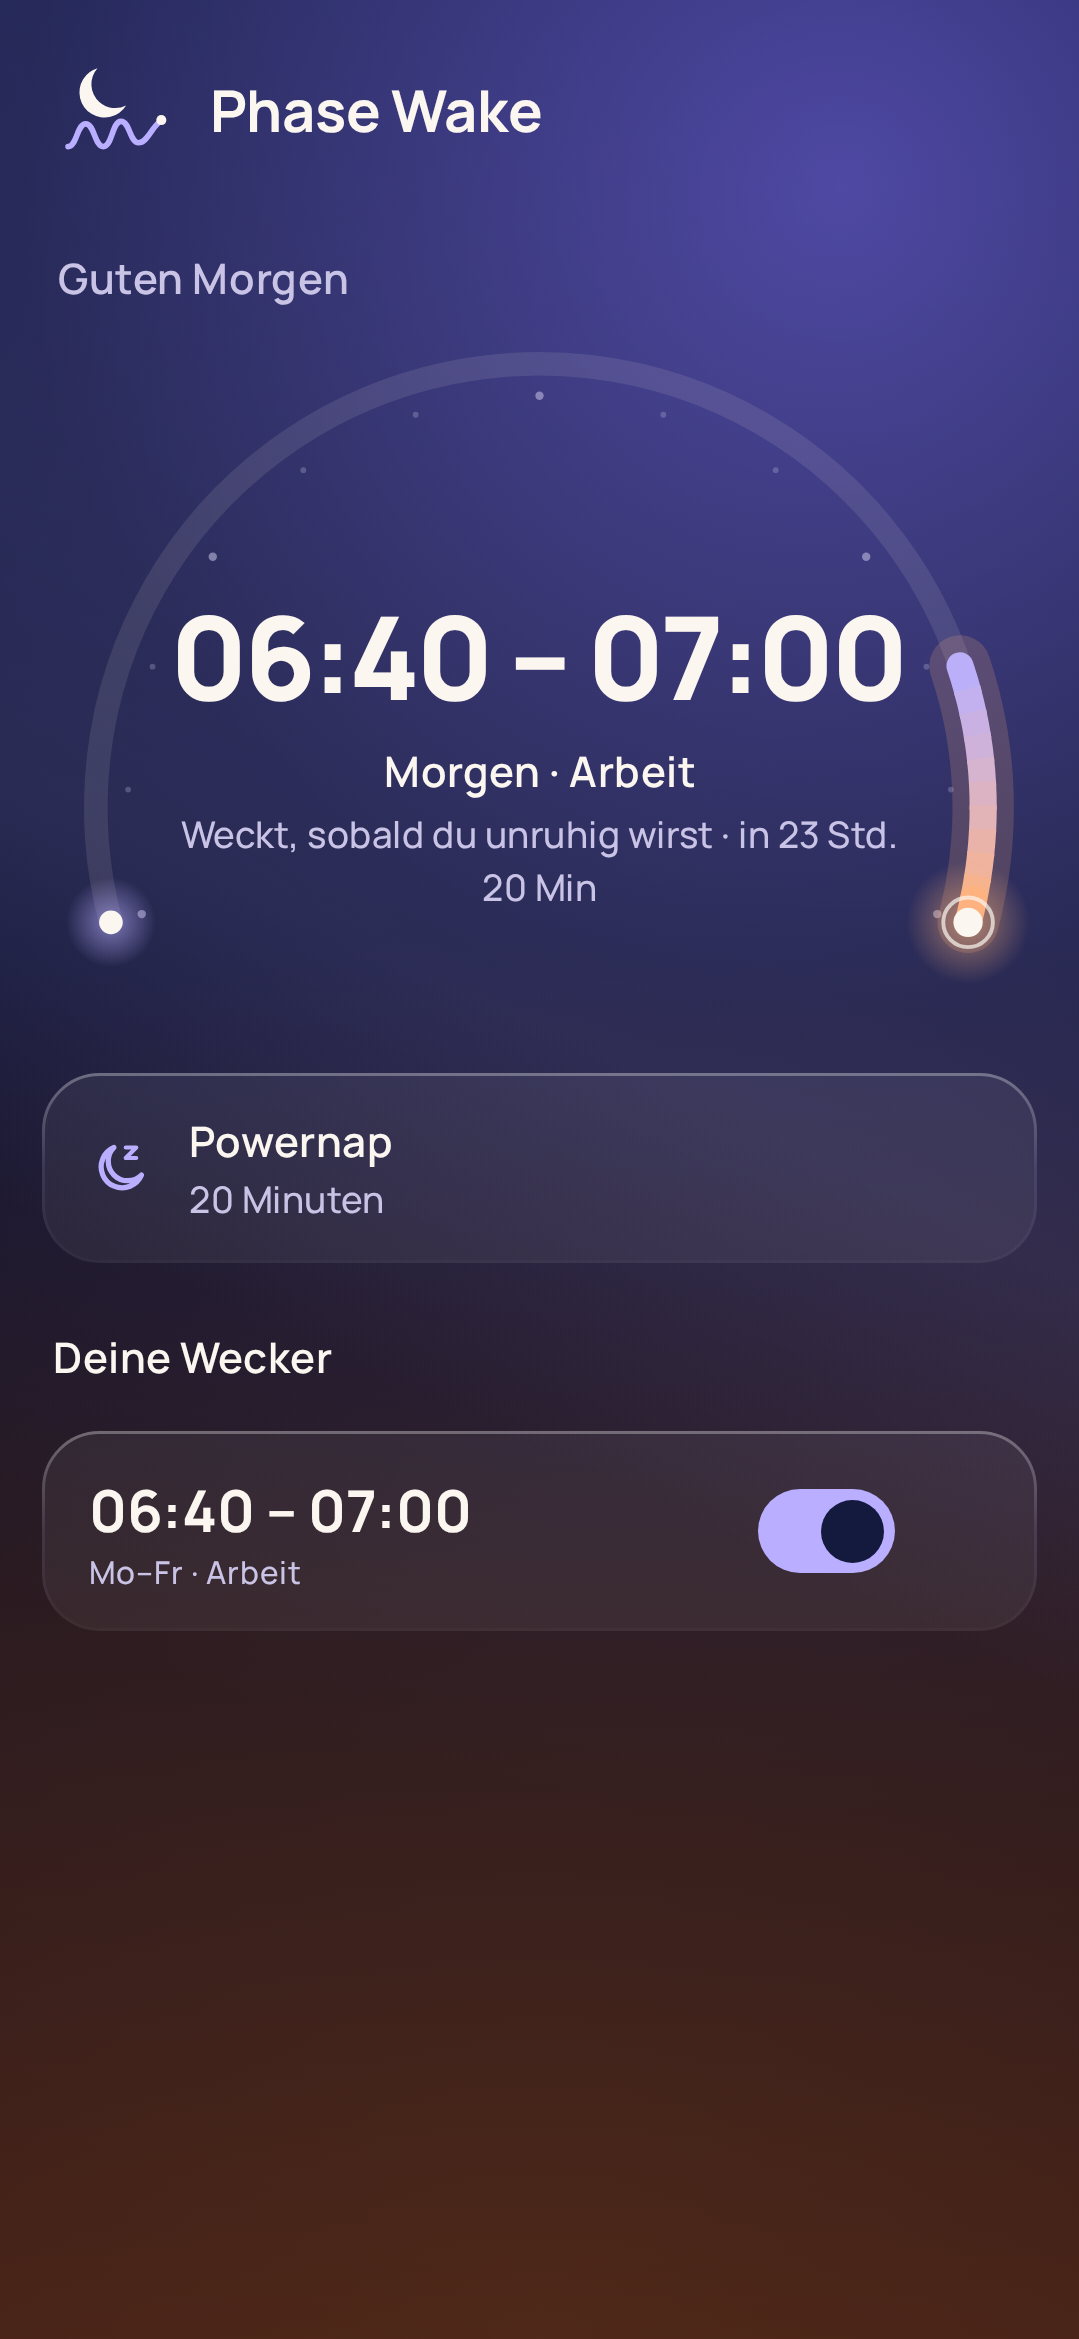 Phase Wake
Guten Morgen
06:40 – 07:00
Morgen · Arbeit
Weckt, sobald du unruhig wirst · in 23 Std.
20 Min
Powernap
20 Minuten
Deine Wecker
06:40 – 07:00
Mo–Fr · Arbeit